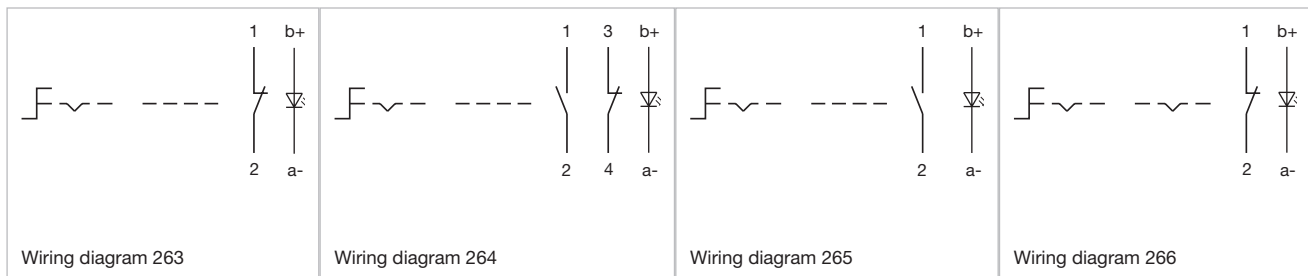 1 b+
2 a-
Wiring diagram 263
1 3 b+
2 4 a-
Wiring diagram 264
1 b+
2 a-
Wiring diagram 265
1 b+
2 a-
Wiring diagram 266